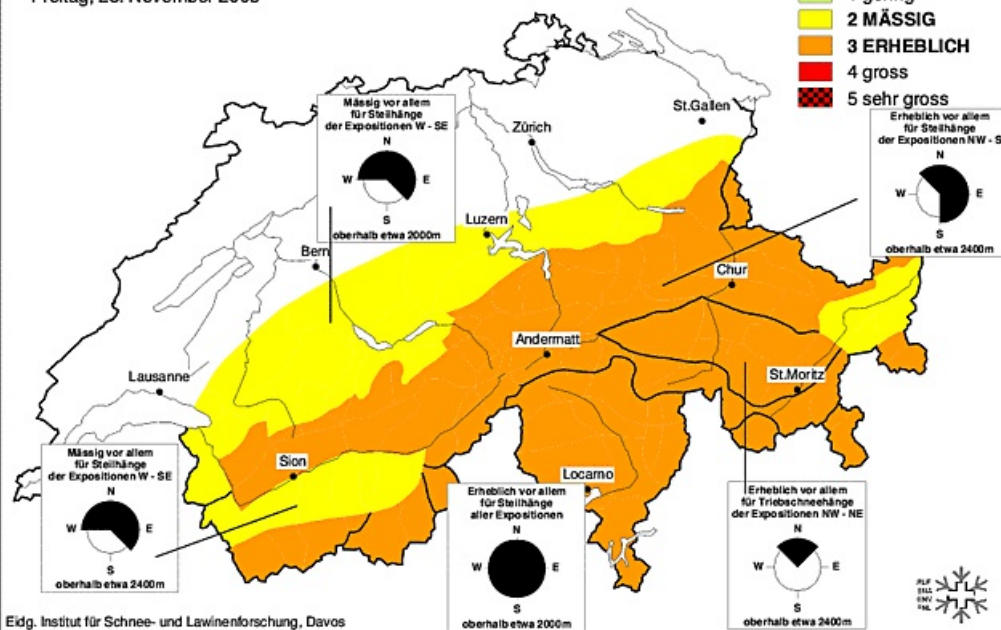 2 MÄSSIG
3 ERHEBLICH
4 gross
5 sehr gross
St.Gallen
Zürich
Mässig vor allem
für Steilhänge
der Expositionen W - SE
N
W
E
S
oberhalb etwa 2000m
Erheblich vor allem
für Steilhänge
der Expositionen NW - S
N
W
E
S
oberhalb etwa 2400m
Luzern
Bern
Chur
Andermatt
Lausanne
St.Moritz
Sion
Locarno
Mässig vor allem
für Steilhänge
der Expositionen W - SE
N
W
E
S
oberhalb etwa 2400m
Erheblich vor allem
für Steilhänge
aller Expositionen
N
W
E
S
oberhalb etwa 2000m
Erheblich vor allem
für Triebschneehänge
der Expositionen NW - NE
N
W
E
S
oberhalb etwa 2400m
Eidg. Institut für Schnee- und Lawinenforschung, Davos